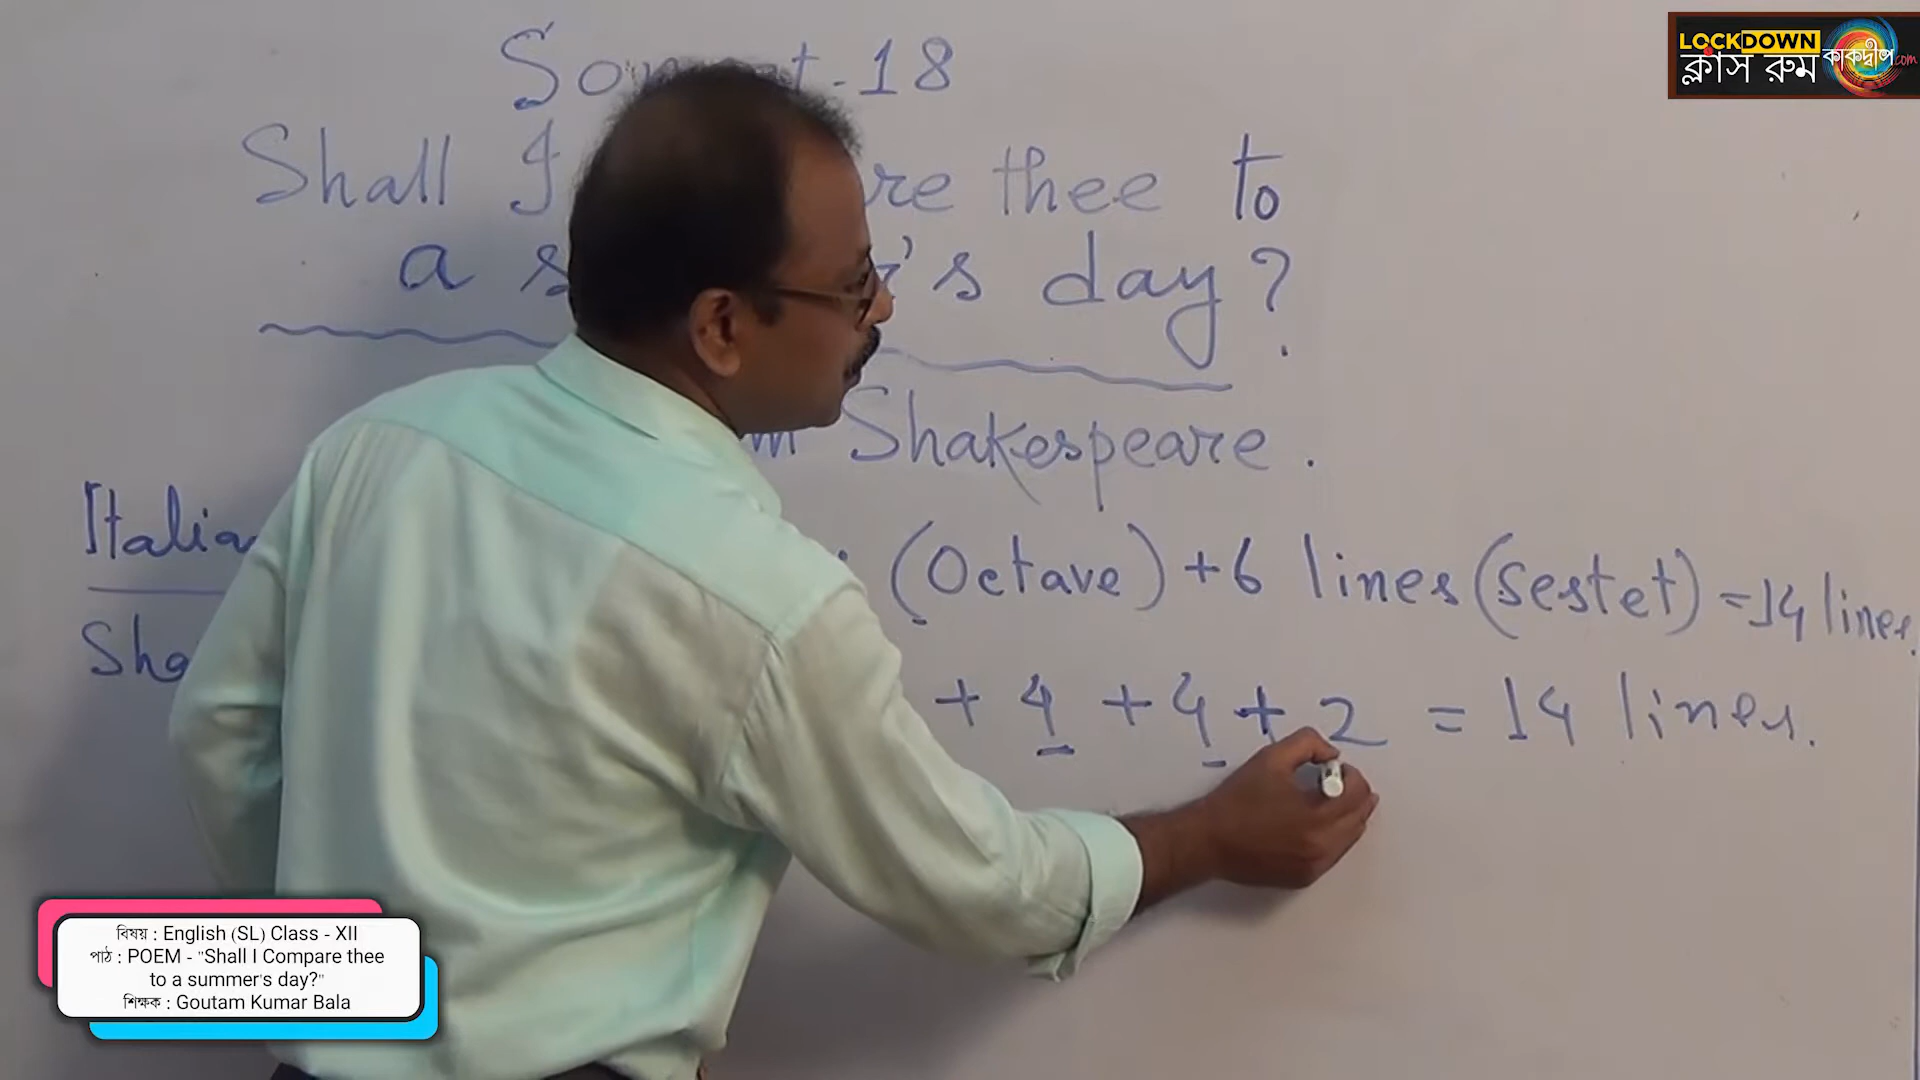 Sonnet-18
Shall I re thee to
a s r's day?
m Shakespeare.
Italian (Octave) +6 lines (Sestet) =14 lines.
Sha + 4 + 4 + 2 = 14 lines.
LOCKDOWN
ক্লাস রুম কাকদ্বীপ.com
বিষয় : English (SL) Class - XII
পাঠ : POEM - "Shall I Compare thee
to a summer's day?"
শিক্ষক : Goutam Kumar Bala